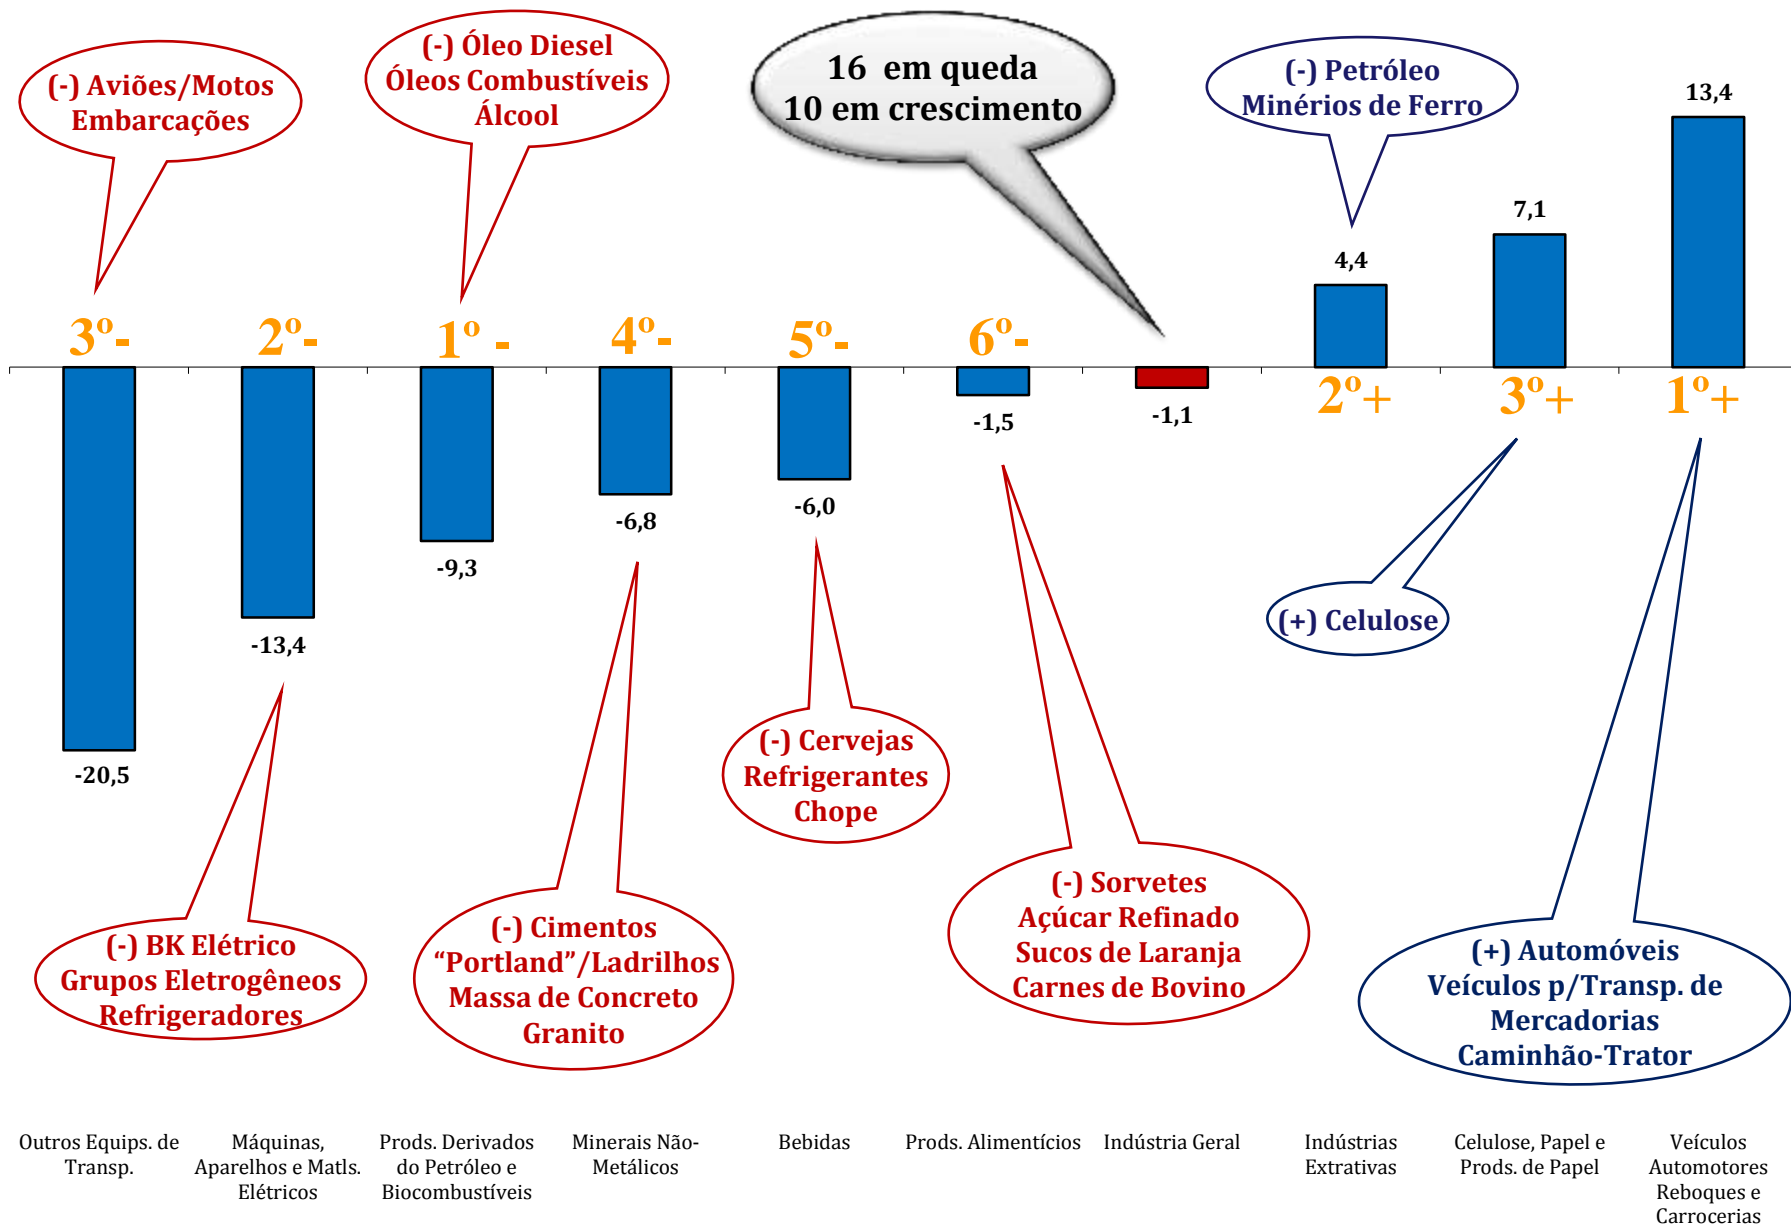 (-) Aviões/Motos
Embarcações
(-) Óleo Diesel
Óleos Combustíveis
Álcool
16 em queda
10 em crescimento
(-) Petróleo
Minérios de Ferro
13,4
7,1
4,4
3º-
2º-
1º -
4º-
5º-
6º-
2º+
3º+
1º+
-20,5
-13,4
-9,3
-6,8
-6,0
-1,5
-1,1
(+) Celulose
(-) Cervejas
Refrigerantes
Chope
(-) BK Elétrico
Grupos Eletrogêneos
Refrigeradores
(-) Cimentos
“Portland”/Ladrilhos
Massa de Concreto
Granito
(-) Sorvetes
Açúcar Refinado
Sucos de Laranja
Carnes de Bovino
(+) Automóveis
Veículos p/Transp. de
Mercadorias
Caminhão-Trator
Outros Equips. de
Transp.
Máquinas,
Aparelhos e Matls.
Elétricos
Prods. Derivados
do Petróleo e
Biocombustíveis
Minerais Não-
Metálicos
Bebidas
Prods. Alimentícios
Indústria Geral
Indústrias
Extrativas
Celulose, Papel e
Prods. de Papel
Veículos
Automotores
Reboques e
Carrocerias